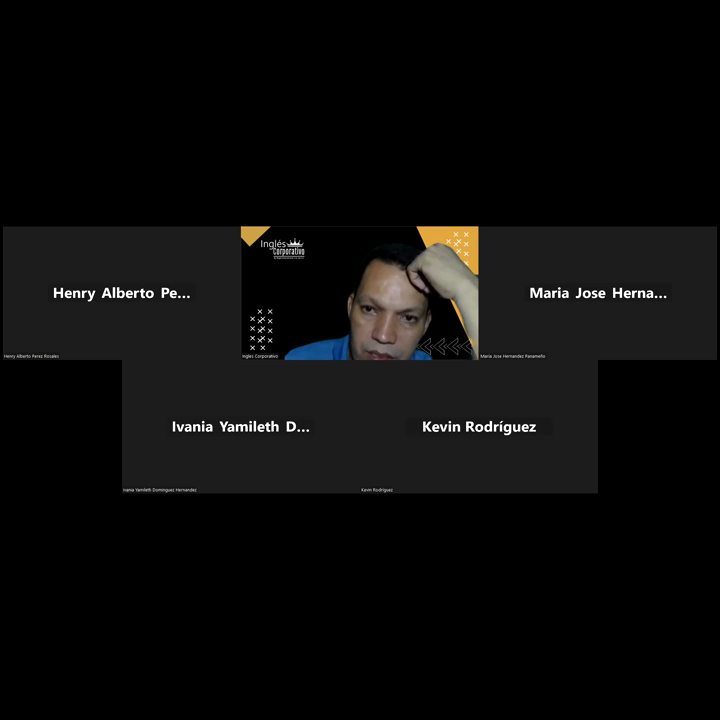 Henry Alberto Pe...
Henry Alberto Perez Rosales
Inglés
Corporativo
Ingles Corporativo
Maria Jose Herna...
Maria Jose Hernandez Panameño
Ivania Yamileth D...
Ivania Yamileth Dominguez Hernandez
Kevin Rodríguez
Kevin Rodríguez